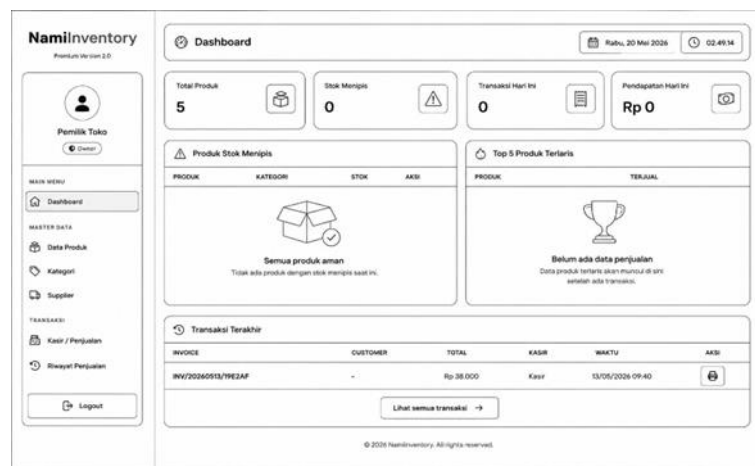 NamiInventory
Premium Version 2.0
Pemilik Toko
Owner
MAIN MENU
Dashboard
MASTER DATA
Data Produk
Kategori
Supplier
TRANSAKSI
Kasir / Penjualan
Riwayat Penjualan
Logout
Dashboard
Rabu, 20 Mei 2026
02.49.14
Total Produk
5
Stok Menipis
0
Transaksi Hari Ini
0
Pendapatan Hari Ini
Rp 0
Produk Stok Menipis
PRODUK KATEGORI STOK AKSI
Semua produk aman
Tidak ada produk dengan stok menipis saat ini.
Top 5 Produk Terlaris
PRODUK TERJUAL
Belum ada data penjualan
Data produk terlaris akan muncul di sini
setelah ada transaksi.
Transaksi Terakhir
INVOICE CUSTOMER TOTAL KASIR WAKTU AKSI
INV/20260513/19E2AF - Rp 38.000 Kasir 13/05/2026 09:40
Lihat semua transaksi →
© 2026 NamiInventory. All rights reserved.